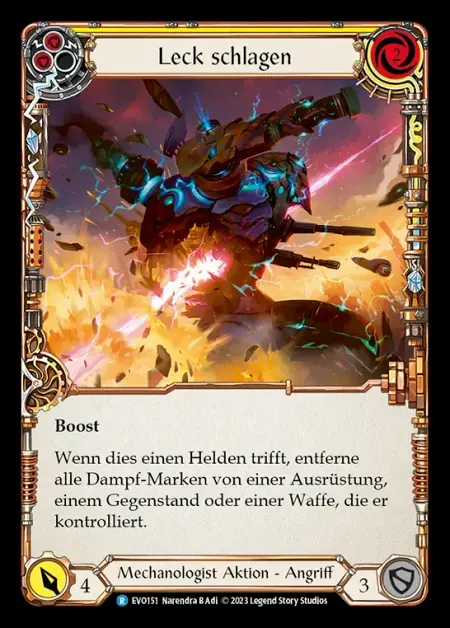 Leck schlagen
2
Boost
Wenn dies einen Helden trifft, entferne
alle Dampf-Marken von einer Ausrüstung,
einem Gegenstand oder einer Waffe, die er
kontrolliert.
4
Mechanologist Aktion - Angriff
3
R EVO151 Narendra B Adi © 2023 Legend Story Studios